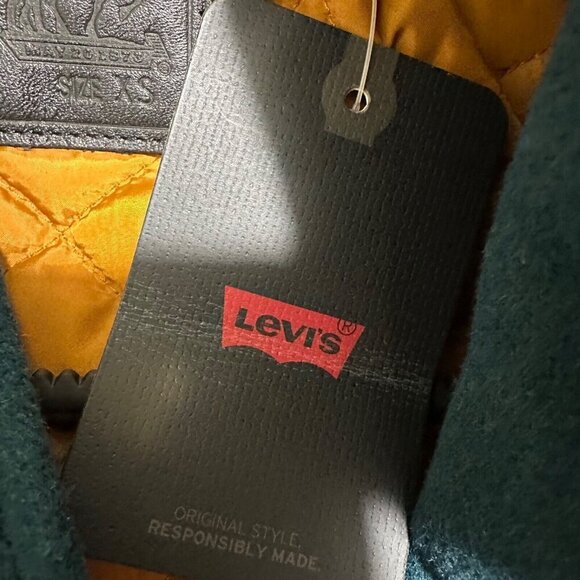 SIZE XS
Levi's®
ORIGINAL STYLE.
RESPONSIBLY MADE.